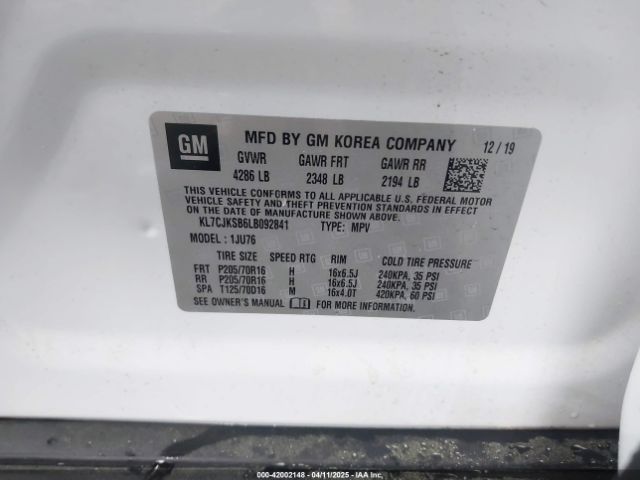 GM
MFD BY GM KOREA COMPANY 12/19
GVWR GAWR FRT GAWR RR
4286 LB 2348 LB 2194 LB
THIS VEHICLE CONFORMS TO ALL APPLICABLE U.S. FEDERAL MOTOR
VEHICLE SAFETY AND THEFT PREVENTION STANDARDS IN EFFECT ON THE
DATE OF MANUFACTURE SHOWN ABOVE.
KL7CJKSB6LB092841 TYPE: MPV
MODEL : 1JU76
TIRE SIZE SPEED RTG RIM COLD TIRE PRESSURE
FRT P205/70R16 H 16x6.5J 240KPA, 35 PSI
RR P205/70R16 H 16x6.5J 240KPA, 35 PSI
SPA T125/70D16 M 16x4.0T 420KPA, 60 PSI
SEE OWNER'S MANUAL FOR MORE INFORMATION.
000-42002148 - 04/11/2025 - IAA